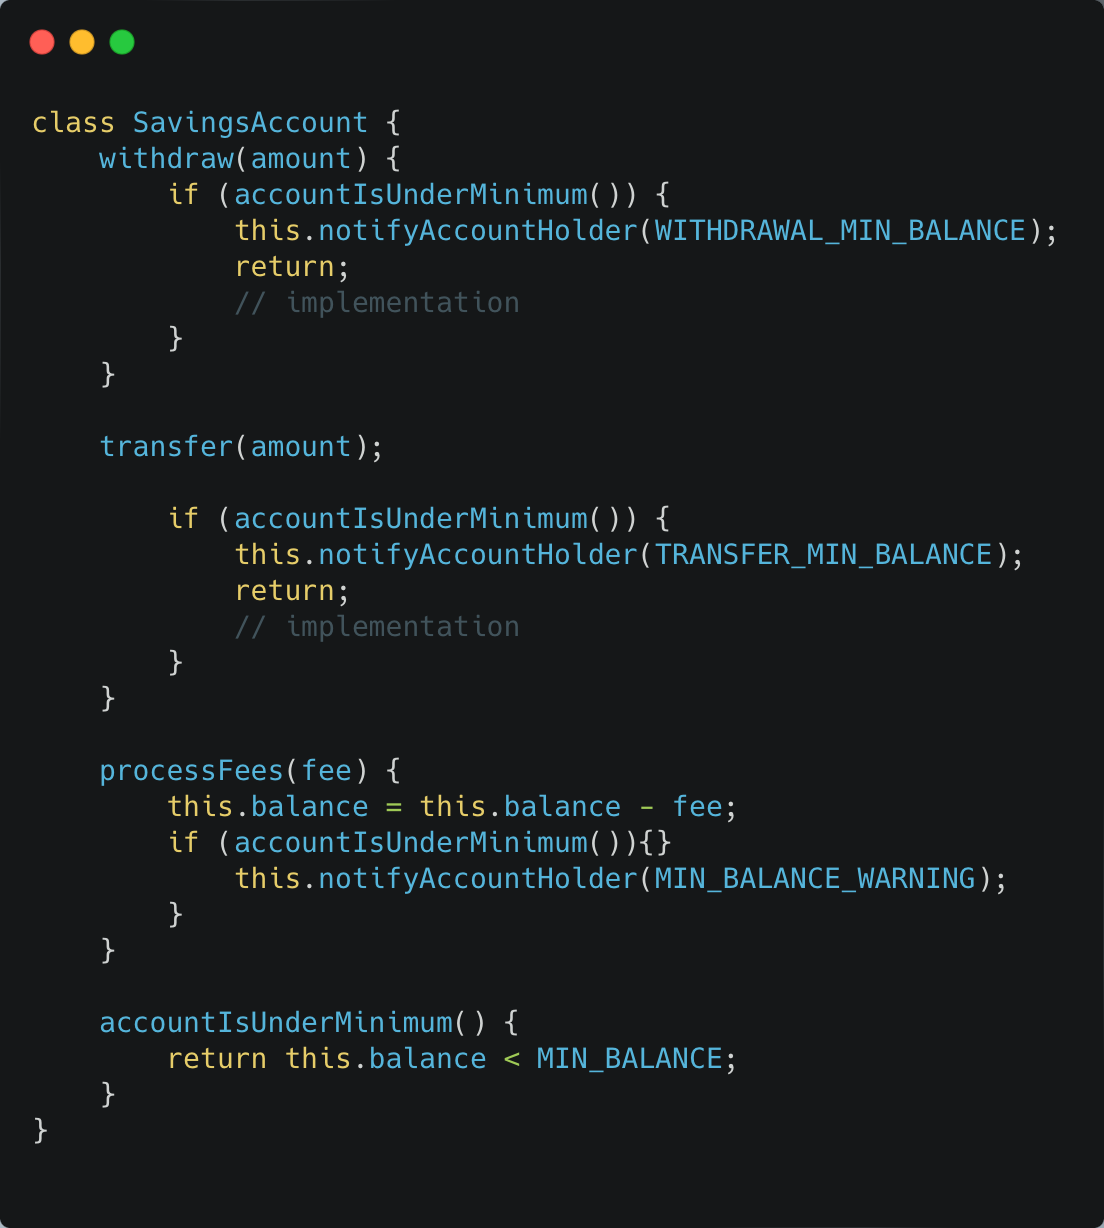 class SavingsAccount {
    withdraw(amount) {
        if (accountIsUnderMinimum()) {
            this.notifyAccountHolder(WITHDRAWAL_MIN_BALANCE);
            return;
            // implementation
        }
    }

    transfer(amount);

        if (accountIsUnderMinimum()) {
            this.notifyAccountHolder(TRANSFER_MIN_BALANCE);
            return;
            // implementation
        }
    }

    processFees(fee) {
        this.balance = this.balance - fee;
        if (accountIsUnderMinimum()){}
            this.notifyAccountHolder(MIN_BALANCE_WARNING);
        }
    }

    accountIsUnderMinimum() {
        return this.balance < MIN_BALANCE;
    }
}